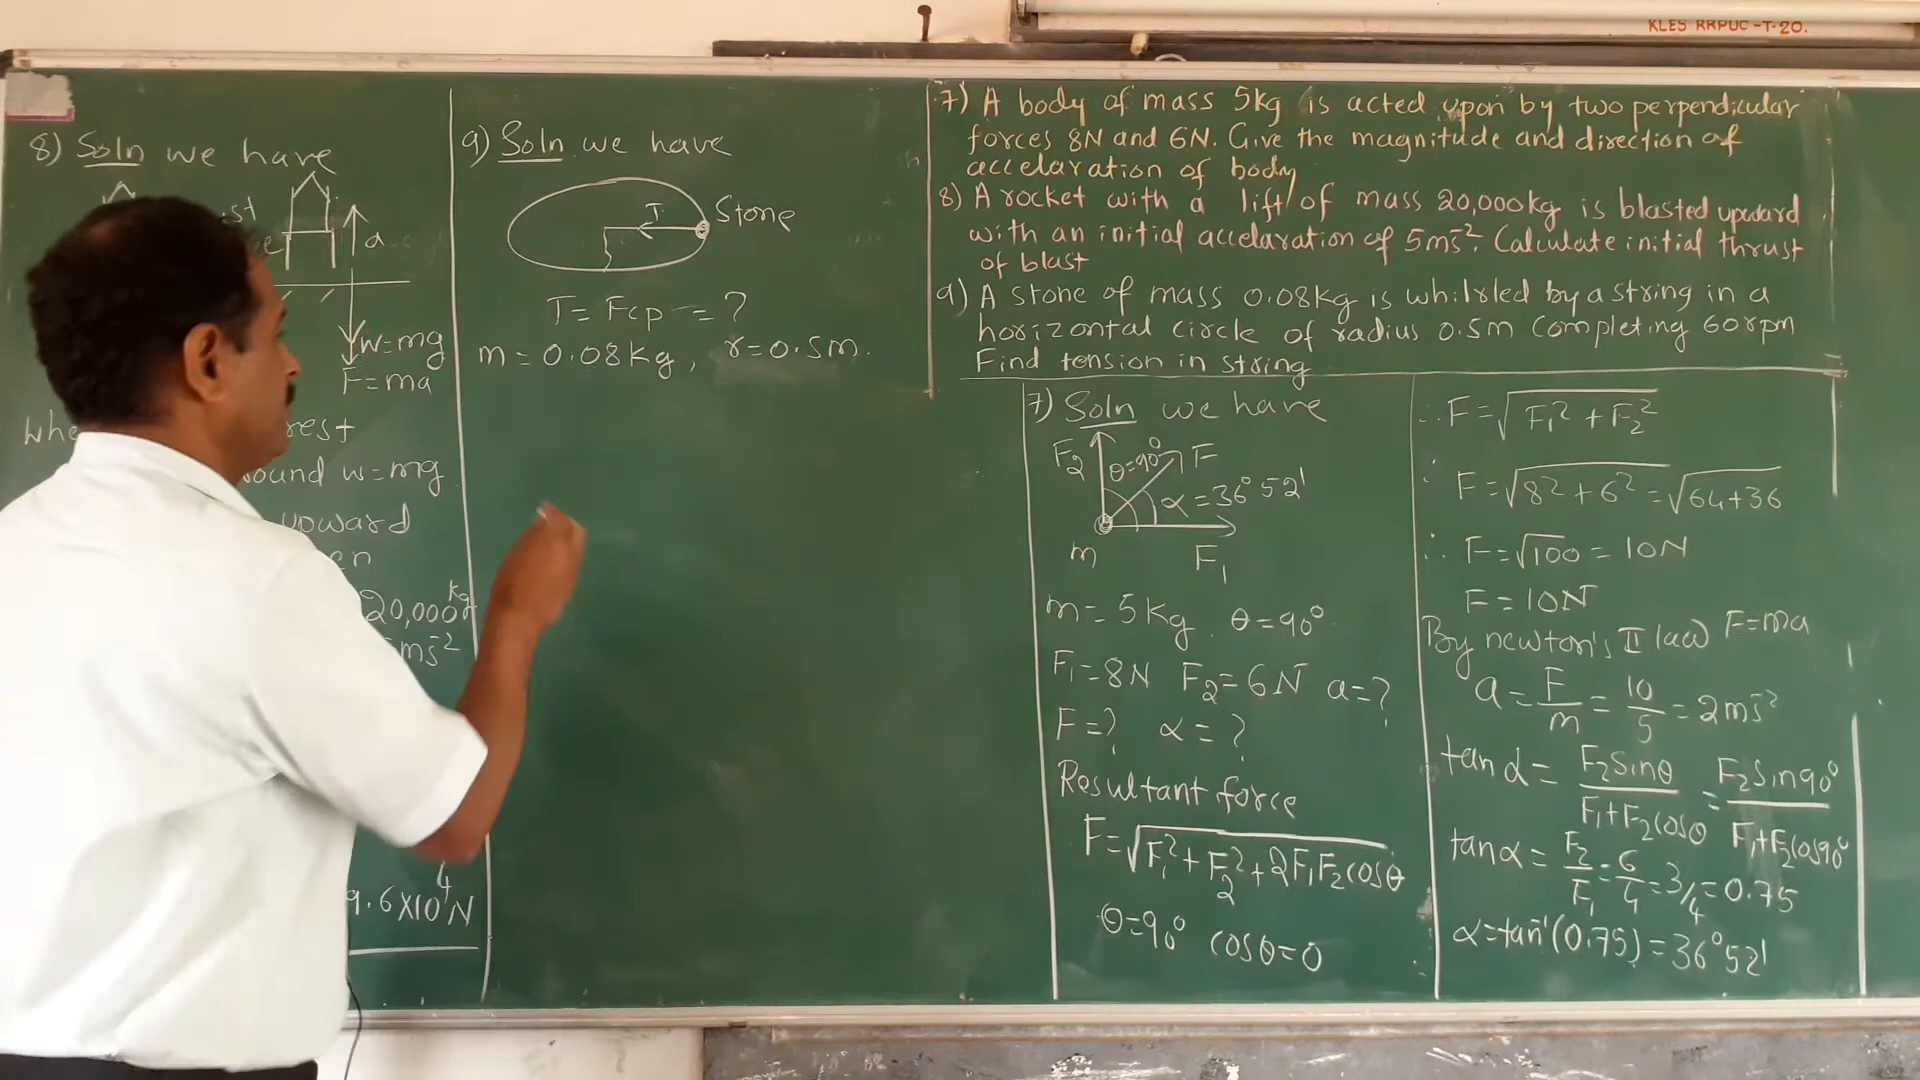 KLES RRPUC-T-20.
8) Soln we have
a
W=mg
F=ma
rest
w=mg
upward
20,000kg
ms⁻²
9.6X10⁴N
9) Soln we have
T
Stone
T= Fcp = ?
m = 0.08kg, r=0.5m.
7) A body of mass 5kg is acted upon by two perpendicular
forces 8N and 6N. Give the magnitude and direction of
accelaration of body
8) A rocket with a lift of mass 20,000kg is blasted upward
with an initial accelaration of 5ms⁻². Calculate initial thrust
of blast
9) A stone of mass 0.08kg is whilrled by a string in a
horizontal circle of radius 0.5m completing 60rpm
Find tension in string
7) Soln we have
F₂ θ=90° F
α=36°52'
m F₁
m= 5kg. θ=90°
F₁=8N F₂=6N a=?
F=? α=?
Resultant force
F=√F₁²+F₂²+2F₁F₂cosθ
θ=90° cosθ=0
∴F=√F₁²+F₂²
∴ F=√8²+6²=√64+36
∴ F=√100=10N
F=10N
By newton's II law F=ma
a=F/m=10/5=2ms⁻²
tanα=F₂sinθ/F₁+F₂cosθ=F₂sin90°/F₁+F₂cos90°
tanα=F₂/F₁=6/4=3/4=0.75
α=tan⁻¹(0.75)=36°52'